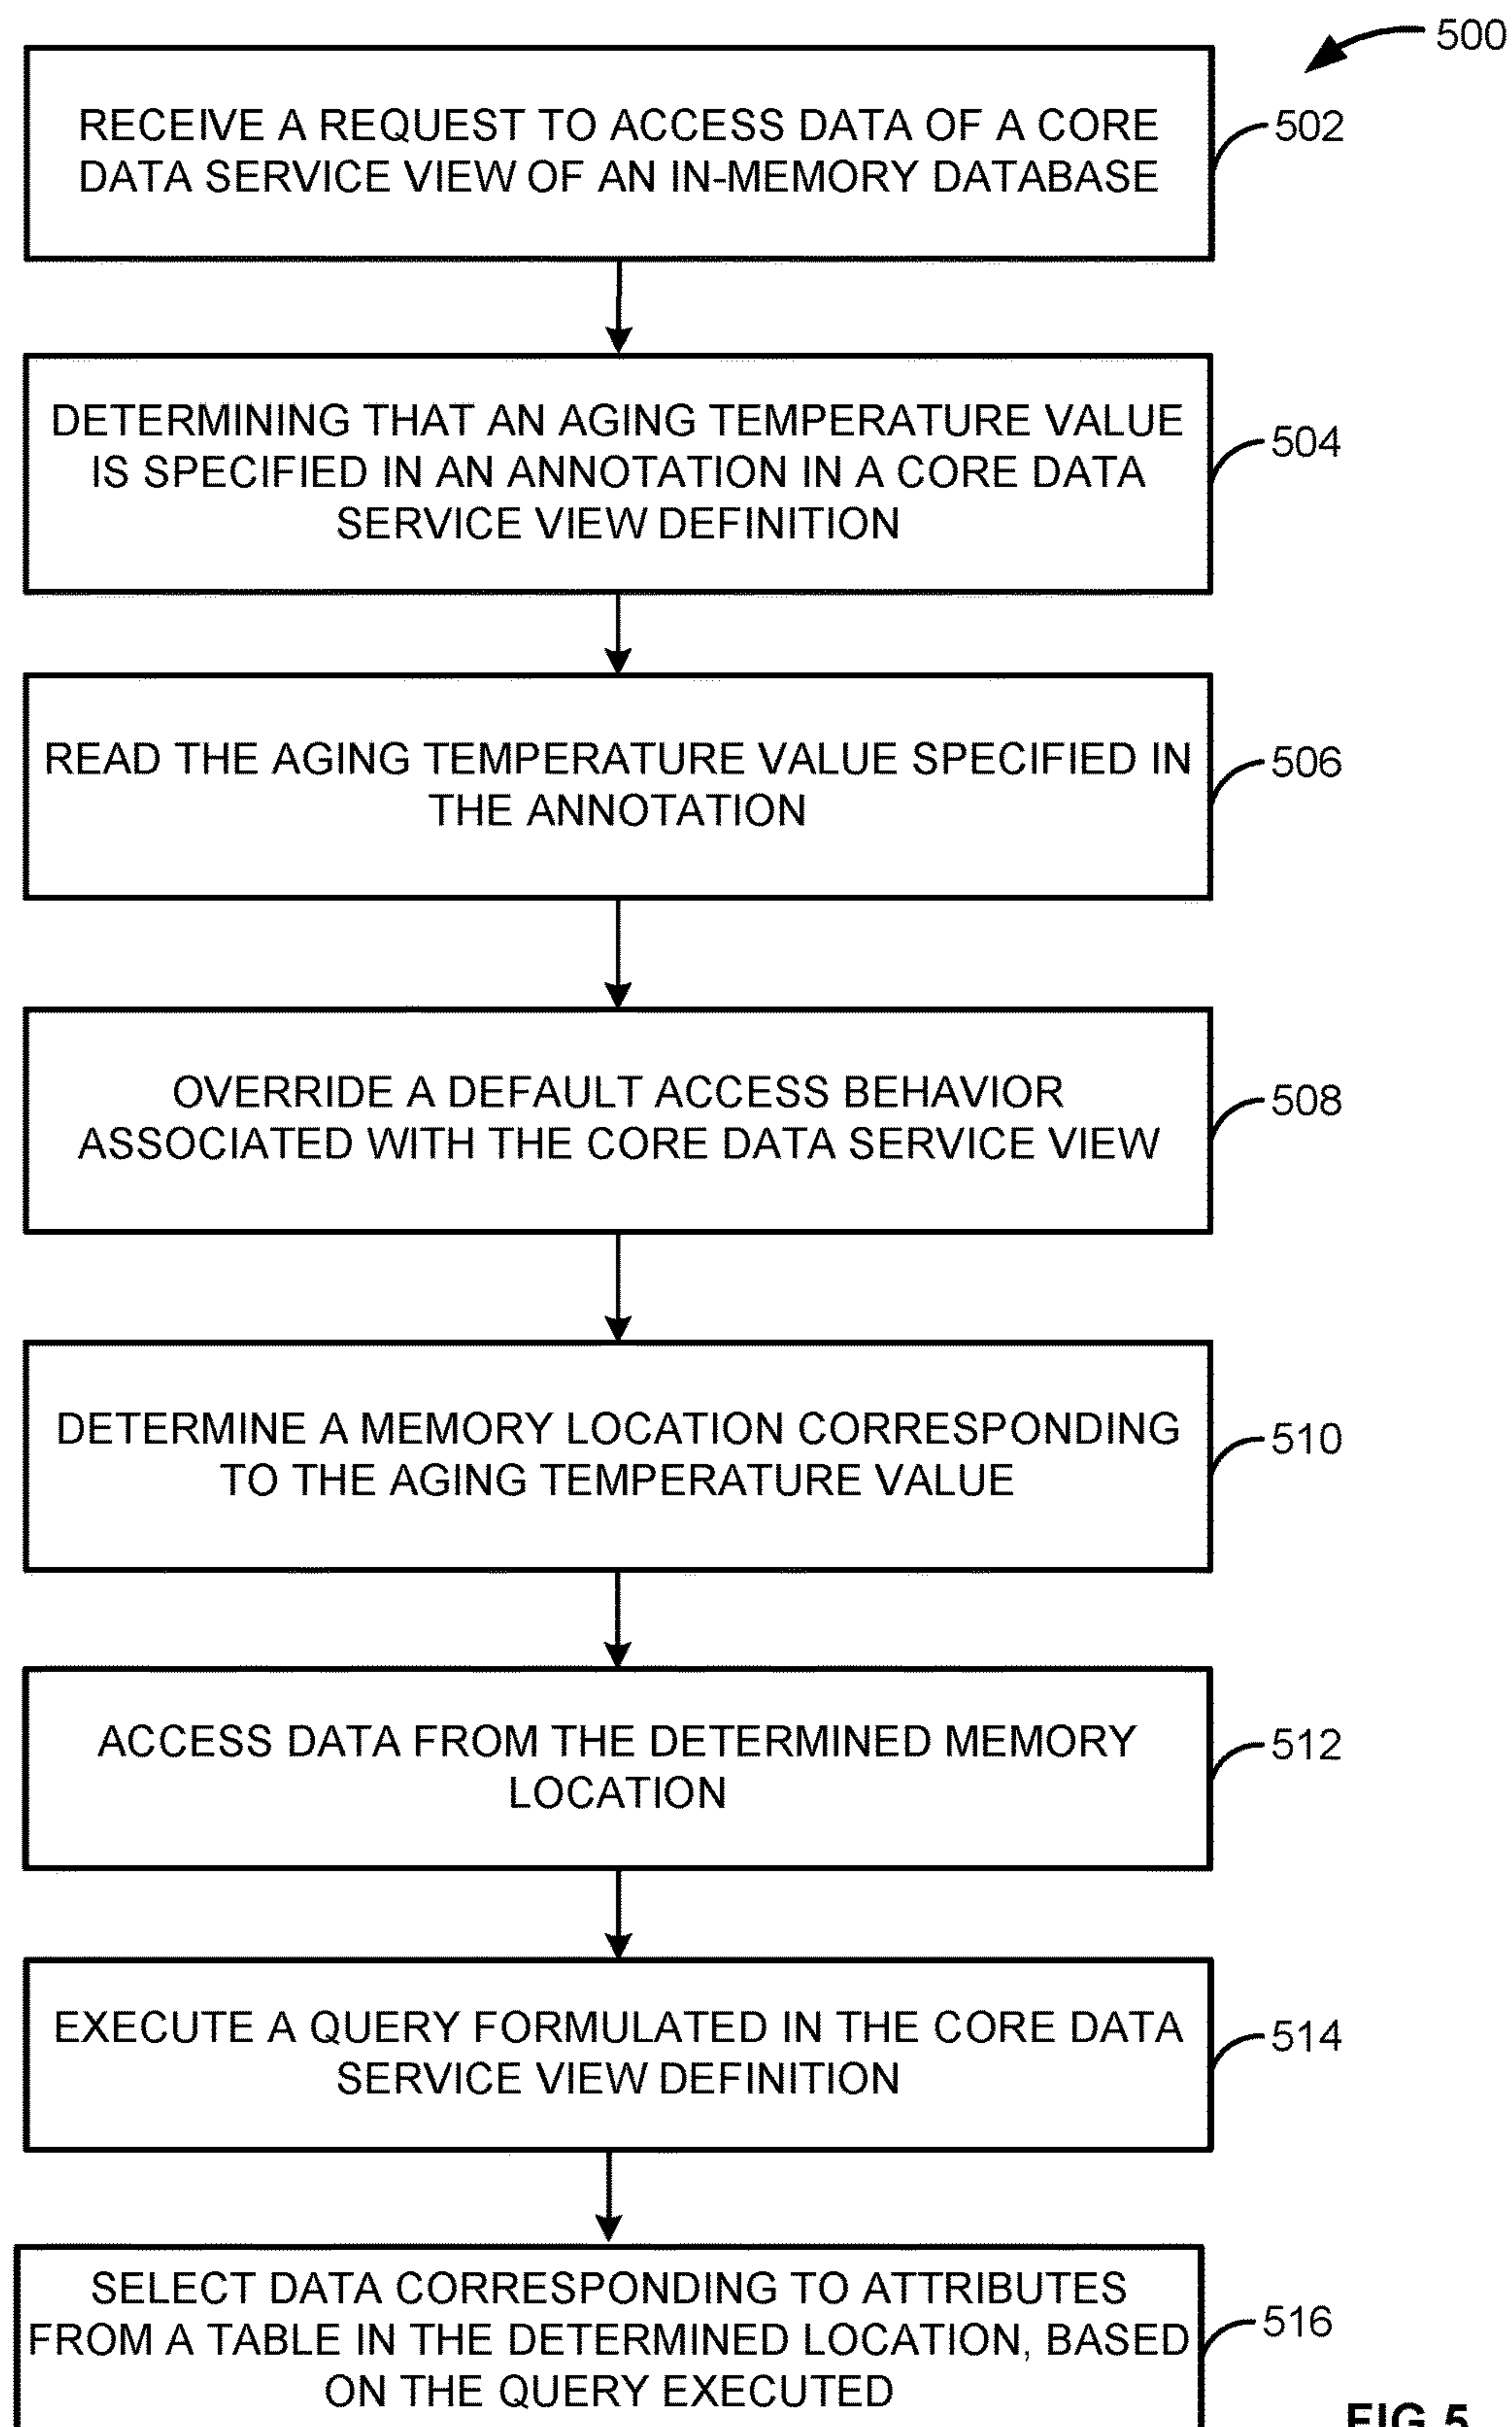 500
RECEIVE A REQUEST TO ACCESS DATA OF A CORE
DATA SERVICE VIEW OF AN IN-MEMORY DATABASE
502
DETERMINING THAT AN AGING TEMPERATURE VALUE
IS SPECIFIED IN AN ANNOTATION IN A CORE DATA
SERVICE VIEW DEFINITION
504
READ THE AGING TEMPERATURE VALUE SPECIFIED IN
THE ANNOTATION
506
OVERRIDE A DEFAULT ACCESS BEHAVIOR
ASSOCIATED WITH THE CORE DATA SERVICE VIEW
508
DETERMINE A MEMORY LOCATION CORRESPONDING
TO THE AGING TEMPERATURE VALUE
510
ACCESS DATA FROM THE DETERMINED MEMORY
LOCATION
512
EXECUTE A QUERY FORMULATED IN THE CORE DATA
SERVICE VIEW DEFINITION
514
SELECT DATA CORRESPONDING TO ATTRIBUTES
FROM A TABLE IN THE DETERMINED LOCATION, BASED
ON THE QUERY EXECUTED
516
FIG 5